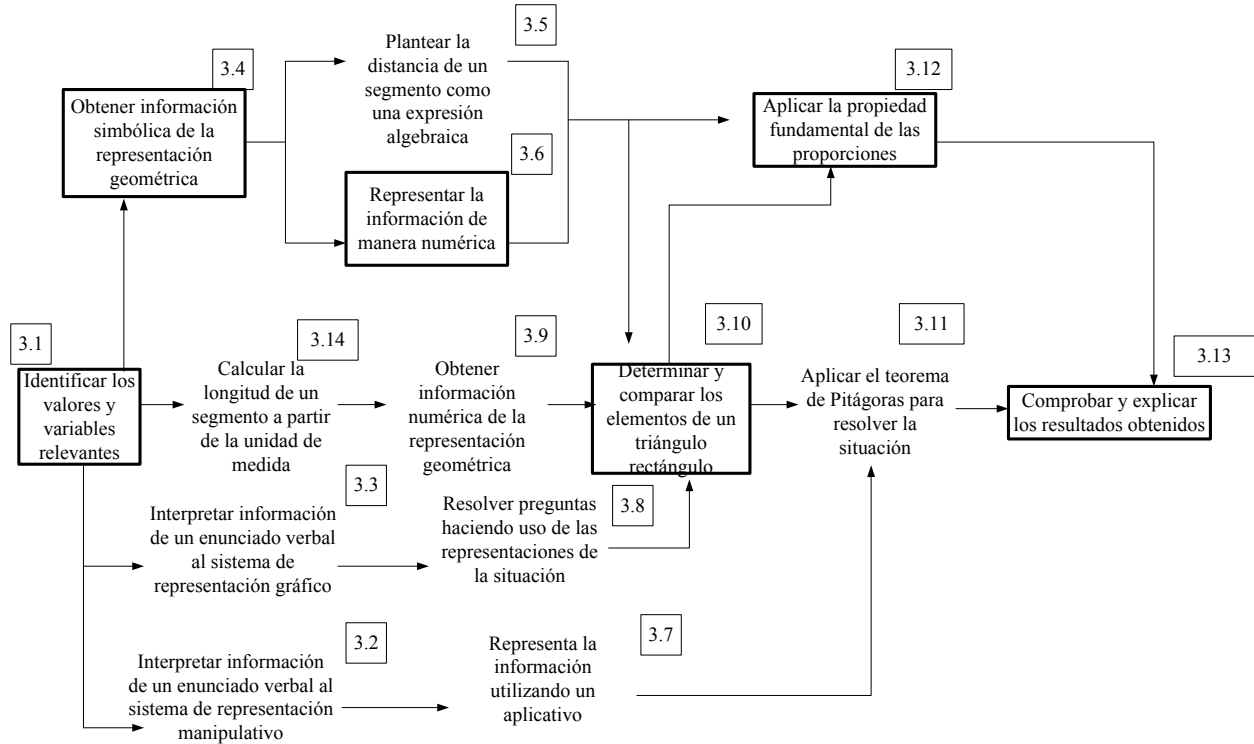 3.5
Plantear la
distancia de un
segmento como
una expresión
algebraica
3.4
Obtener información
simbólica de la
representación
geométrica
3.12
Aplicar la propiedad
fundamental de las
proporciones
3.6
Representar la
información de
manera numérica
3.1
Identificar los
valores y
variables
relevantes
3.14
Calcular la
longitud de un
segmento a partir
de la unidad de
medida
3.9
Obtener
información
numérica de la
representación
geométrica
3.10
Determinar y
comparar los
elementos de un
triángulo
rectángulo
3.11
Aplicar el teorema
de Pitágoras para
resolver la
situación
3.13
Comprobar y explicar
los resultados obtenidos
3.3
Interpretar información
de un enunciado verbal
al sistema de
representación gráfico
3.8
Resolver preguntas
haciendo uso de las
representaciones de
la situación
3.2
Interpretar información
de un enunciado verbal al
sistema de representación
manipulativo
3.7
Representa la
información
utilizando un
aplicativo